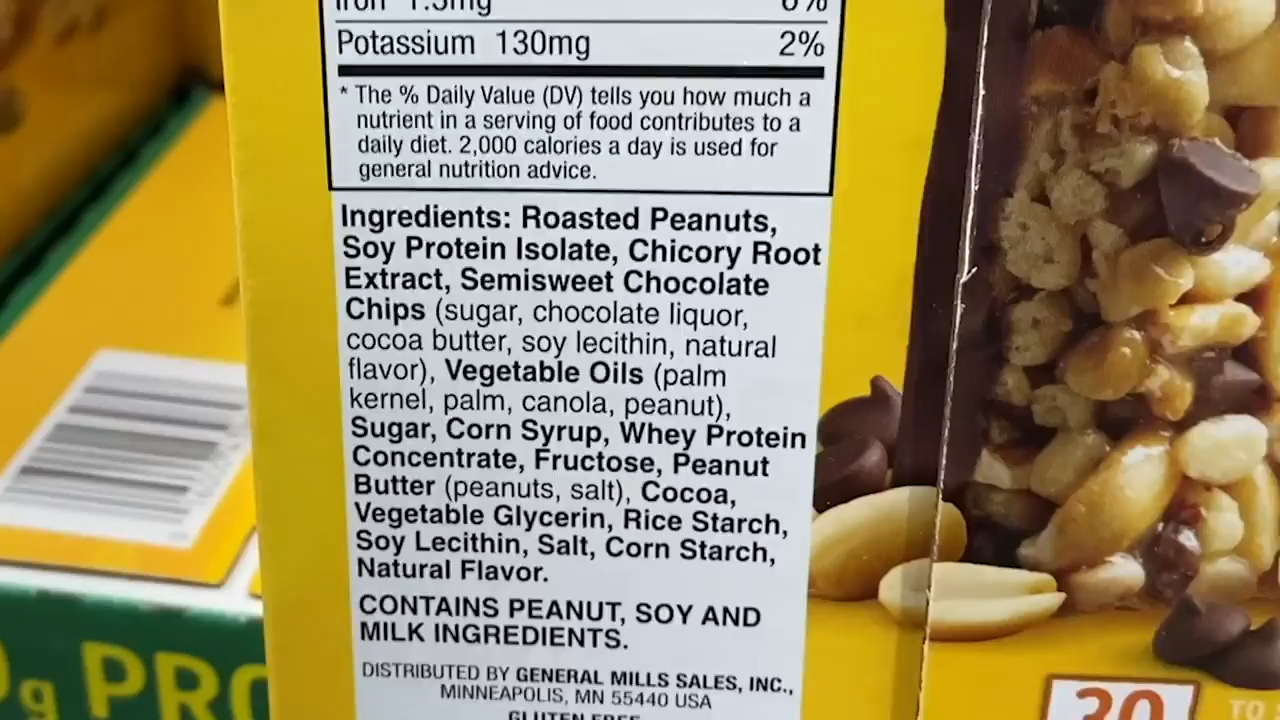 Iron 1.3mg 6%
Potassium 130mg 2%
* The % Daily Value (DV) tells you how much a
nutrient in a serving of food contributes to a
daily diet. 2,000 calories a day is used for
general nutrition advice.
Ingredients: Roasted Peanuts,
Soy Protein Isolate, Chicory Root
Extract, Semisweet Chocolate
Chips (sugar, chocolate liquor,
cocoa butter, soy lecithin, natural
flavor), Vegetable Oils (palm
kernel, palm, canola, peanut),
Sugar, Corn Syrup, Whey Protein
Concentrate, Fructose, Peanut
Butter (peanuts, salt), Cocoa,
Vegetable Glycerin, Rice Starch,
Soy Lecithin, Salt, Corn Starch,
Natural Flavor.
CONTAINS PEANUT, SOY AND
MILK INGREDIENTS.
DISTRIBUTED BY GENERAL MILLS SALES, INC.,
MINNEAPOLIS, MN 55440 USA
GLUTEN FREE
g PRO
30
TO